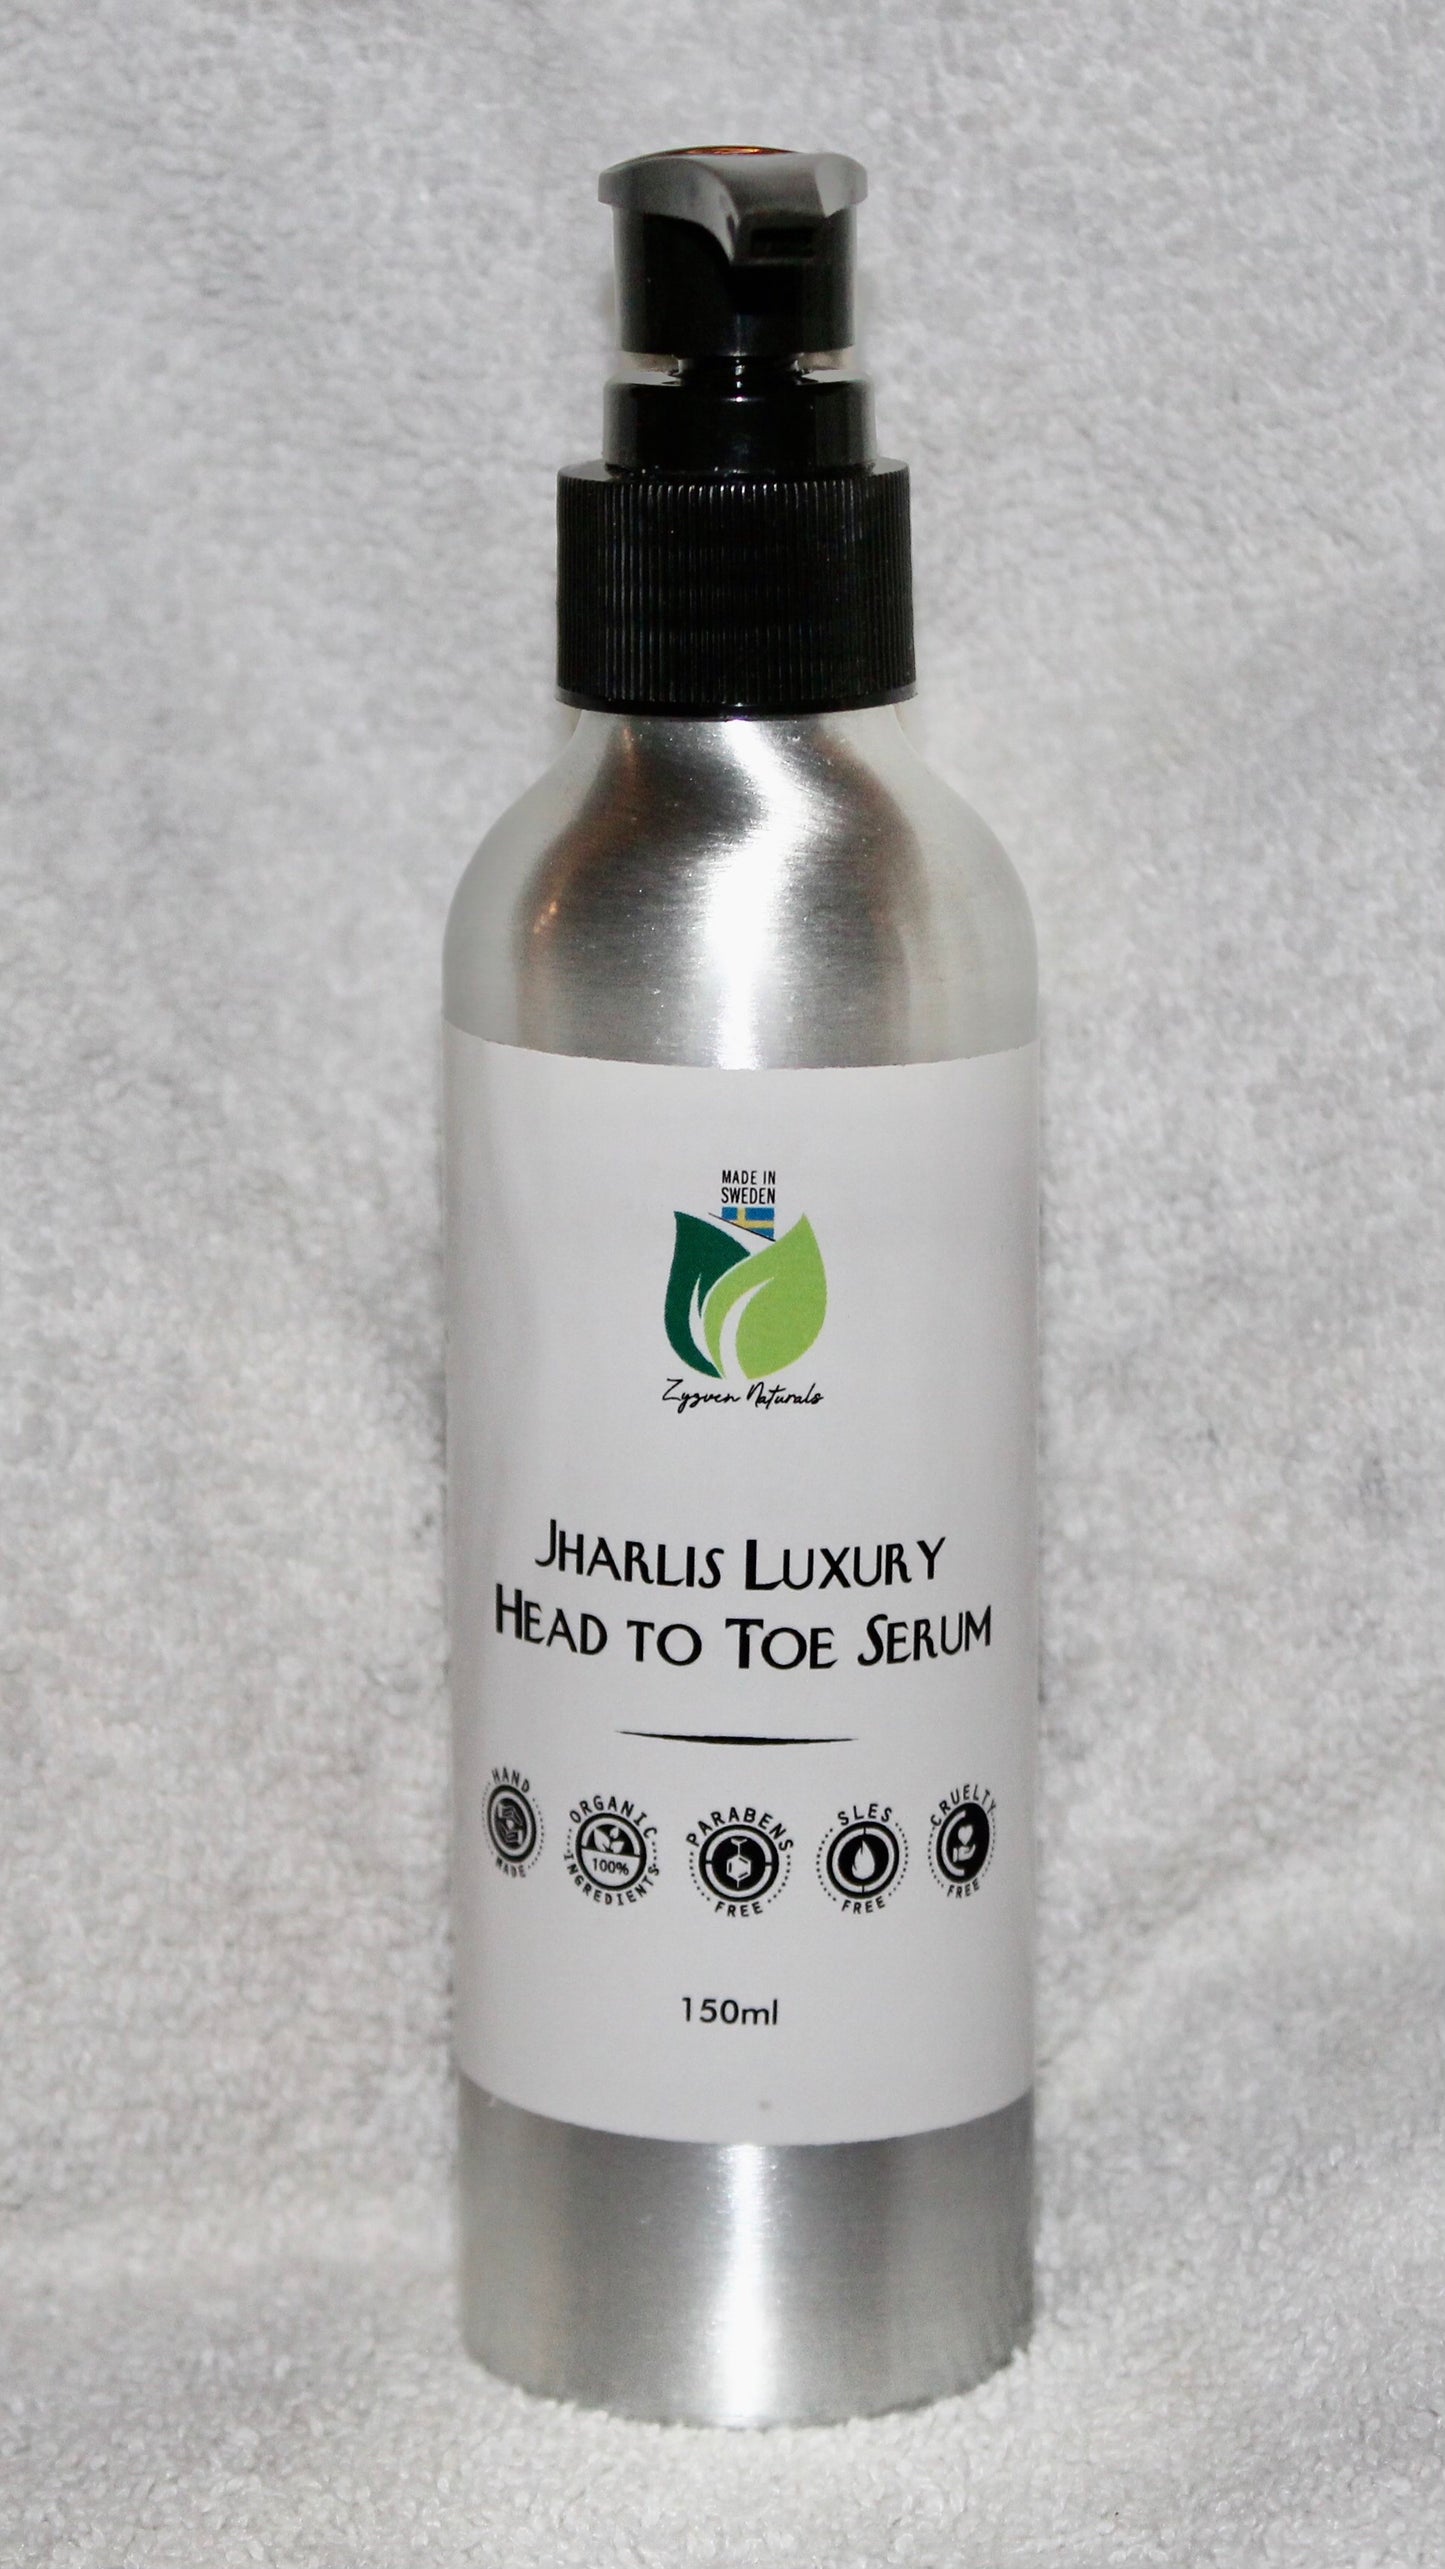 MADE IN
SWEDEN
Zyzven Naturals
JHARLIS LUXURY
HEAD TO TOE SERUM
HAND MADE
ORGANIC 100% INGREDIENTS
PARABENS FREE
SLES FREE
CRUELTY FREE
150ml